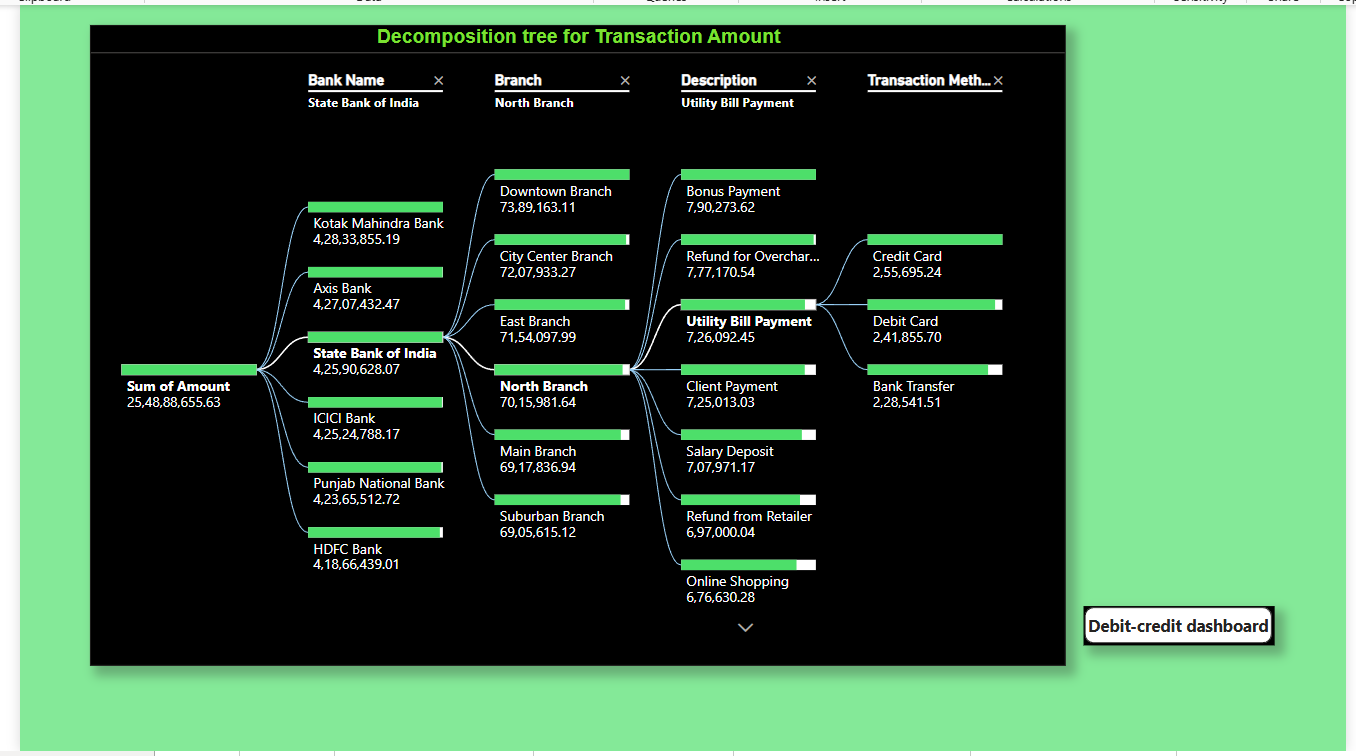 Decomposition tree for Transaction Amount
Bank Name
State Bank of India
Branch
North Branch
Description
Utility Bill Payment
Transaction Meth...
Sum of Amount
25,48,88,655.63
Kotak Mahindra Bank
4,28,33,855.19
Axis Bank
4,27,07,432.47
State Bank of India
4,25,90,628.07
ICICI Bank
4,25,24,788.17
Punjab National Bank
4,23,65,512.72
HDFC Bank
4,18,66,439.01
Downtown Branch
73,89,163.11
City Center Branch
72,07,933.27
East Branch
71,54,097.99
North Branch
70,15,981.64
Main Branch
69,17,836.94
Suburban Branch
69,05,615.12
Bonus Payment
7,90,273.62
Refund for Overchar...
7,77,170.54
Utility Bill Payment
7,26,092.45
Client Payment
7,25,013.03
Salary Deposit
7,07,971.17
Refund from Retailer
6,97,000.04
Online Shopping
6,76,630.28
Credit Card
2,55,695.24
Debit Card
2,41,855.70
Bank Transfer
2,28,541.51
Debit-credit dashboard